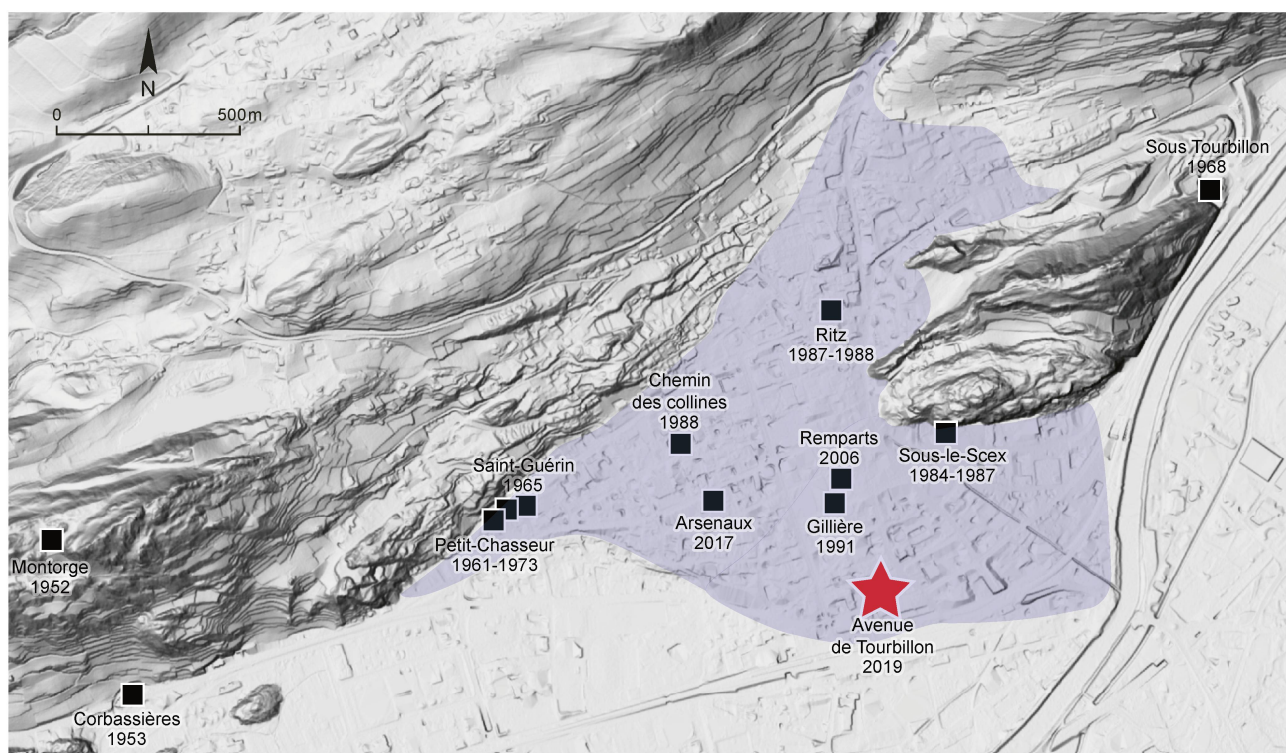 N
0 500m
Sous Tourbillon
1968
Ritz
1987-1988
Chemin
des collines
1988
Remparts
2006
Sous-le-Scex
1984-1987
Saint-Guérin
1965
Arsenaux
2017
Gillière
1991
Petit-Chasseur
1961-1973
Montorge
1952
Avenue
de Tourbillon
2019
Corbassières
1953